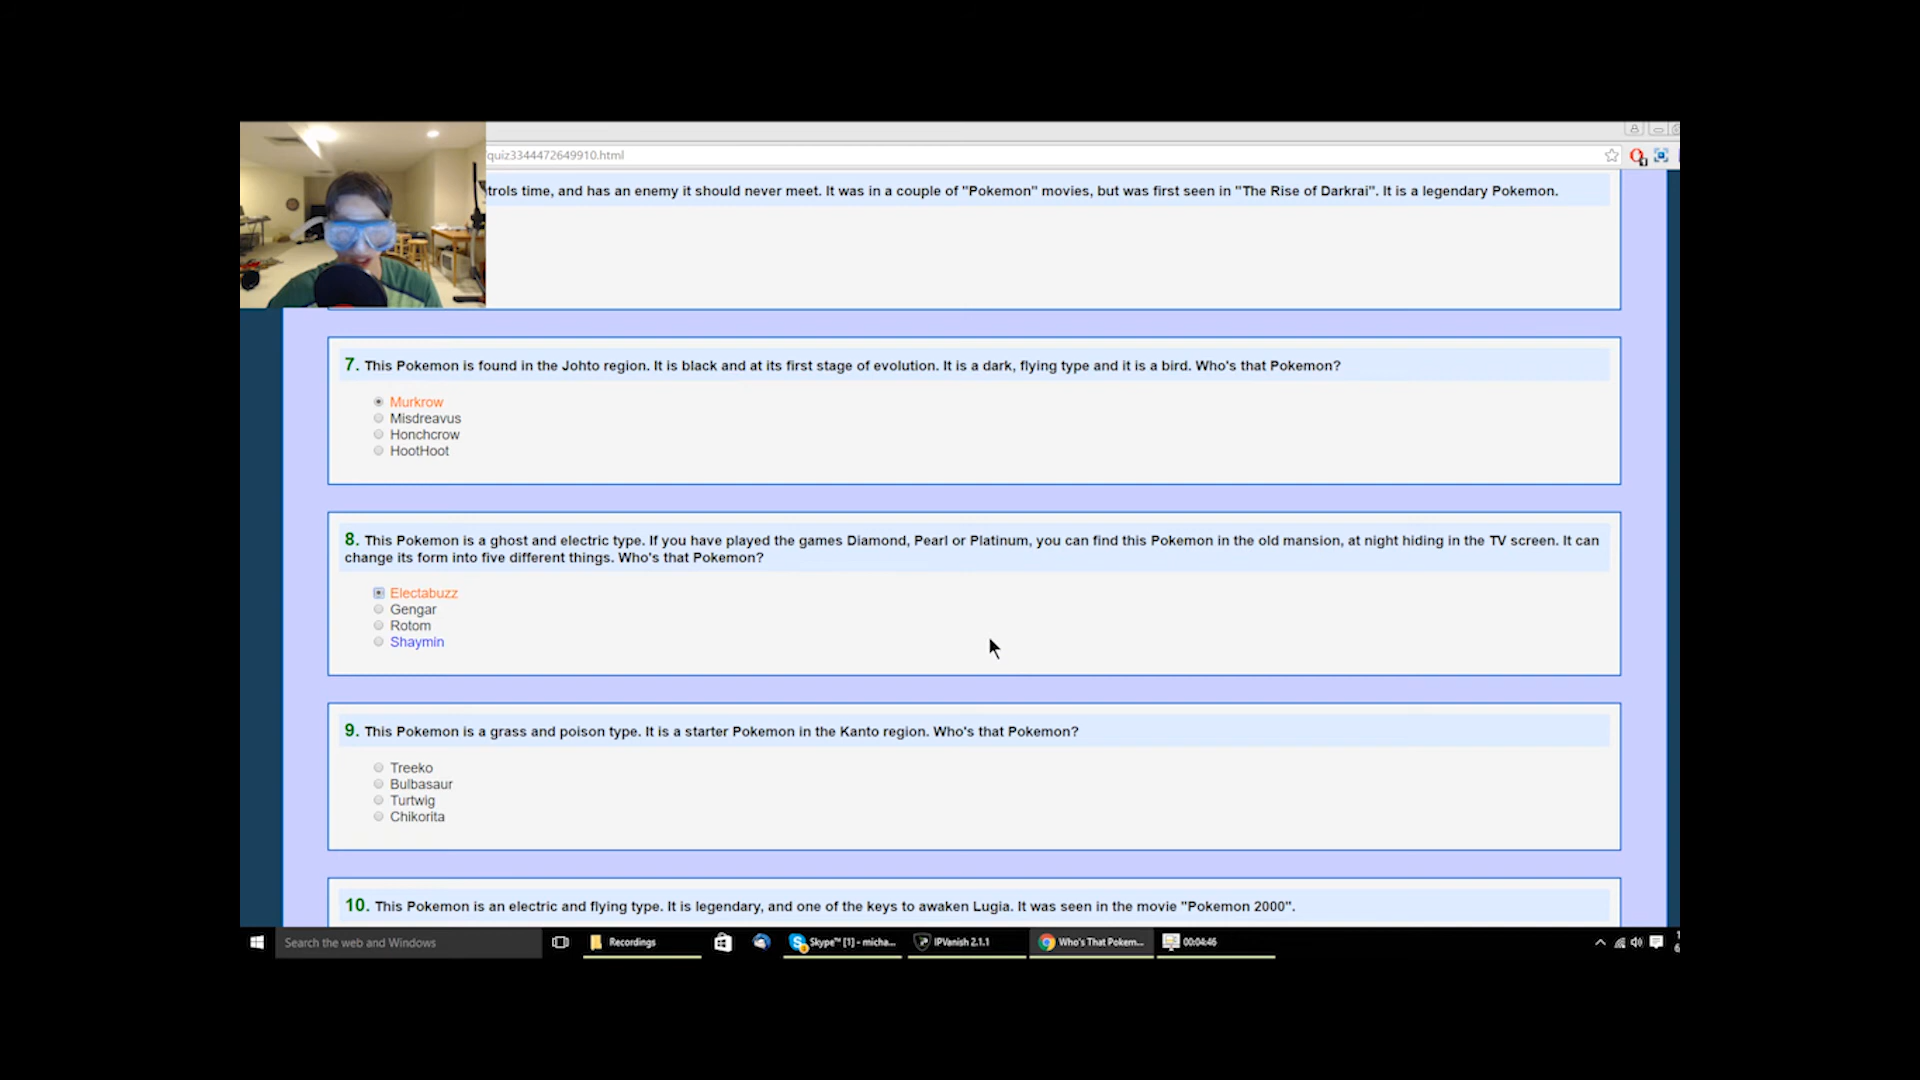 quiz3344472649910.html
trols time, and has an enemy it should never meet. It was in a couple of "Pokemon" movies, but was first seen in "The Rise of Darkrai". It is a legendary Pokemon.
7. This Pokemon is found in the Johto region. It is black and at its first stage of evolution. It is a dark, flying type and it is a bird. Who's that Pokemon?
Murkrow
Misdreavus
Honchcrow
HootHoot
8. This Pokemon is a ghost and electric type. If you have played the games Diamond, Pearl or Platinum, you can find this Pokemon in the old mansion, at night hiding in the TV screen. It can
change its form into five different things. Who's that Pokemon?
Electabuzz
Gengar
Rotom
Shaymin
9. This Pokemon is a grass and poison type. It is a starter Pokemon in the Kanto region. Who's that Pokemon?
Treeko
Bulbasaur
Turtwig
Chikorita
10. This Pokemon is an electric and flying type. It is legendary, and one of the keys to awaken Lugia. It was seen in the movie "Pokemon 2000".
Search the web and Windows Recordings Skype™ [1] - micha... IPVanish 2.1.1 Who's That Pokem... 00:04:46